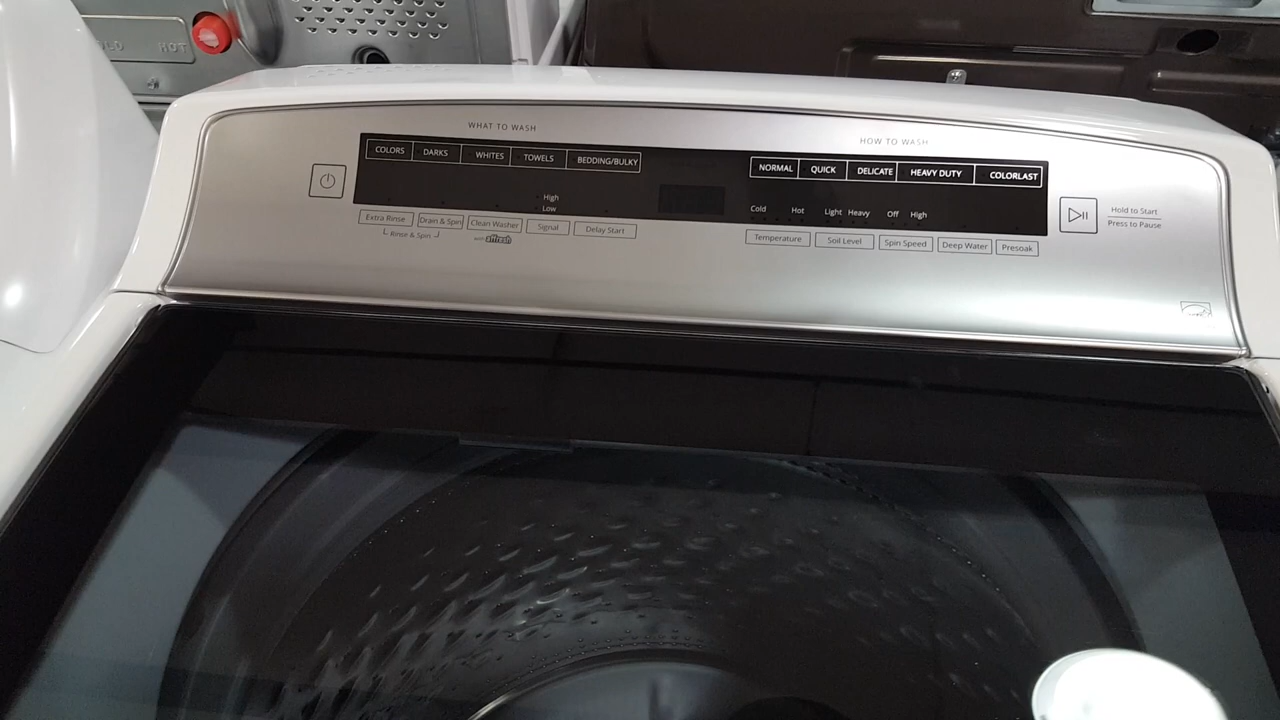 HOT
WHAT TO WASH
HOW TO WASH
COLORS DARKS WHITES TOWELS BEDDING/BULKY
NORMAL QUICK DELICATE HEAVY DUTY COLORLAST
High
Low
Cold Hot Light Heavy Off High
Extra Rinse Drain & Spin Clean Washer Signal Delay Start
Rinse & Spin
with affresh
Temperature Soil Level Spin Speed Deep Water Presoak
Hold to Start
Press to Pause